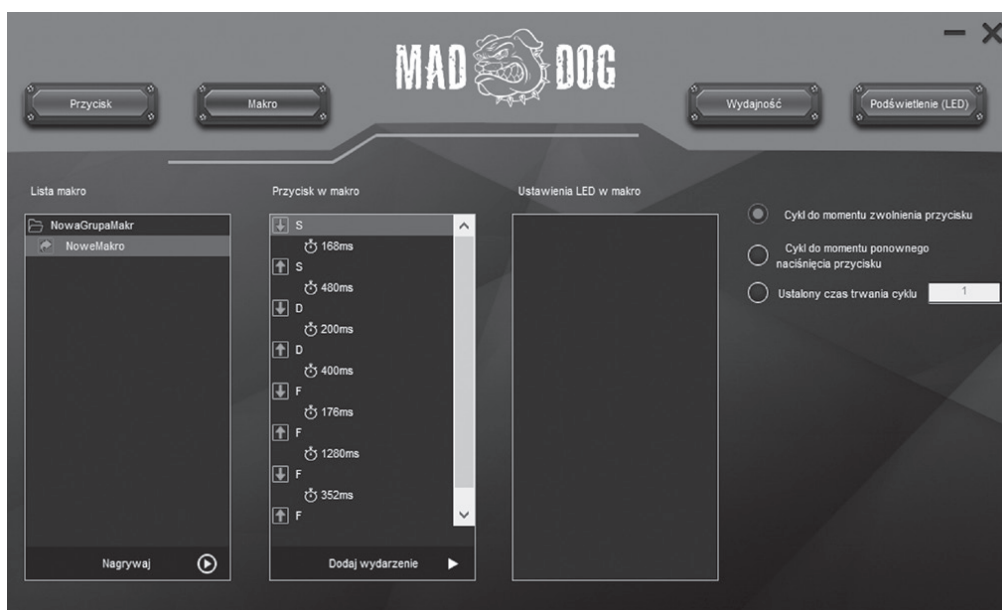 MAD DOG
Przycisk
Makro
Wydajność
Podświetlenie (LED)
Lista makro
NowaGrupaMakr
NoweMakro
Nagrywaj
Przycisk w makro
S
168ms
S
480ms
D
200ms
D
400ms
F
176ms
F
1280ms
F
352ms
F
Dodaj wydarzenie
Ustawienia LED w makro
Cykl do momentu zwolnienia przycisku
Cykl do momentu ponownego
naciśnięcia przycisku
Ustalony czas trwania cyklu 1